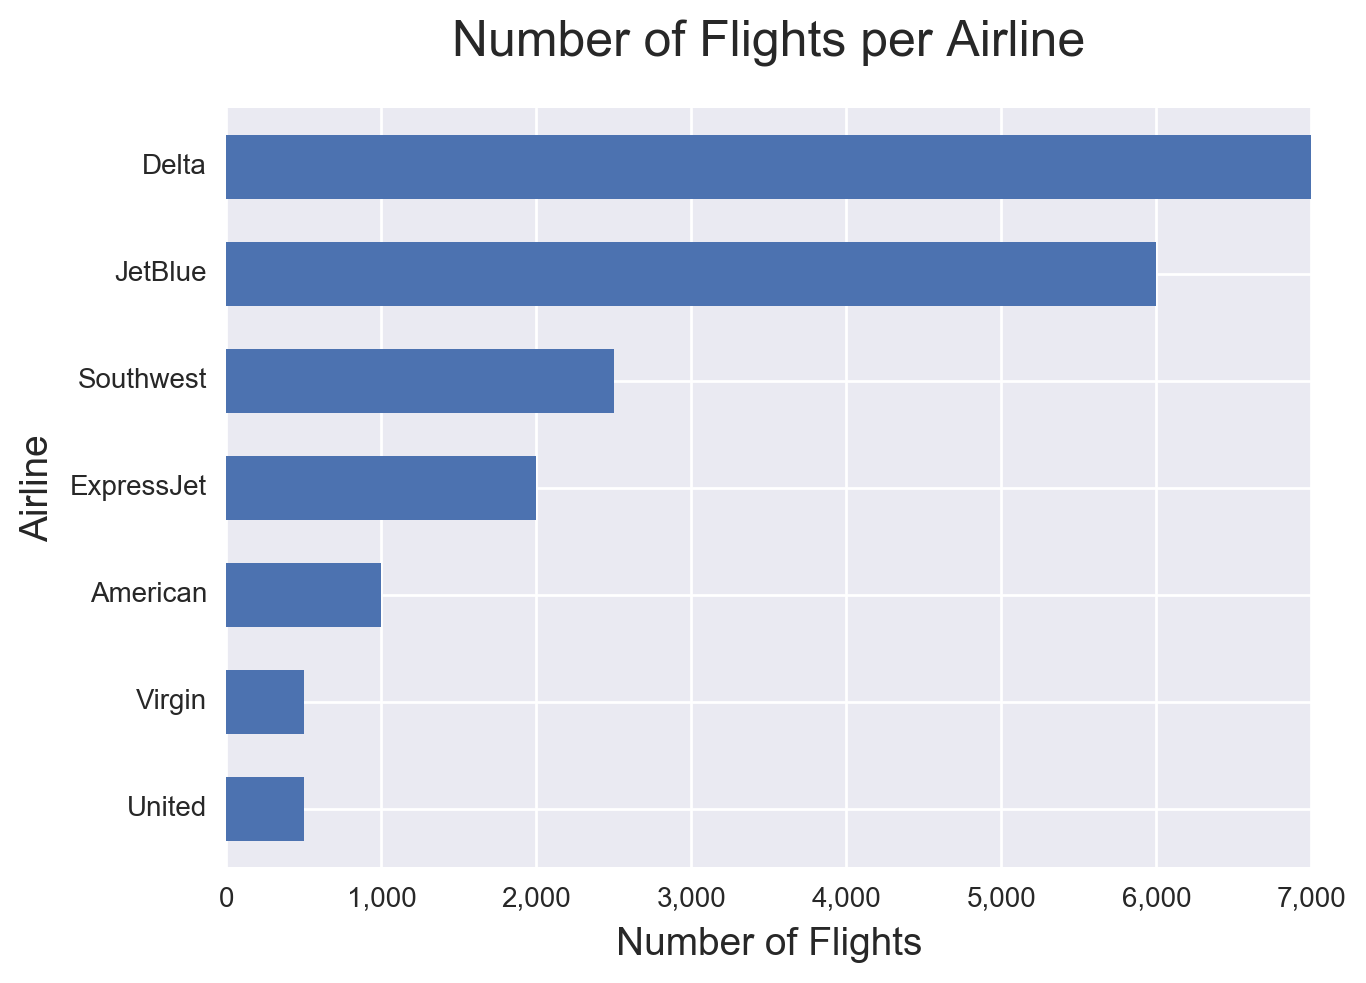 Number of Flights per Airline
Delta
JetBlue
Southwest
ExpressJet
American
Virgin
United
Airline
0 1,000 2,000 3,000 4,000 5,000 6,000 7,000
Number of Flights